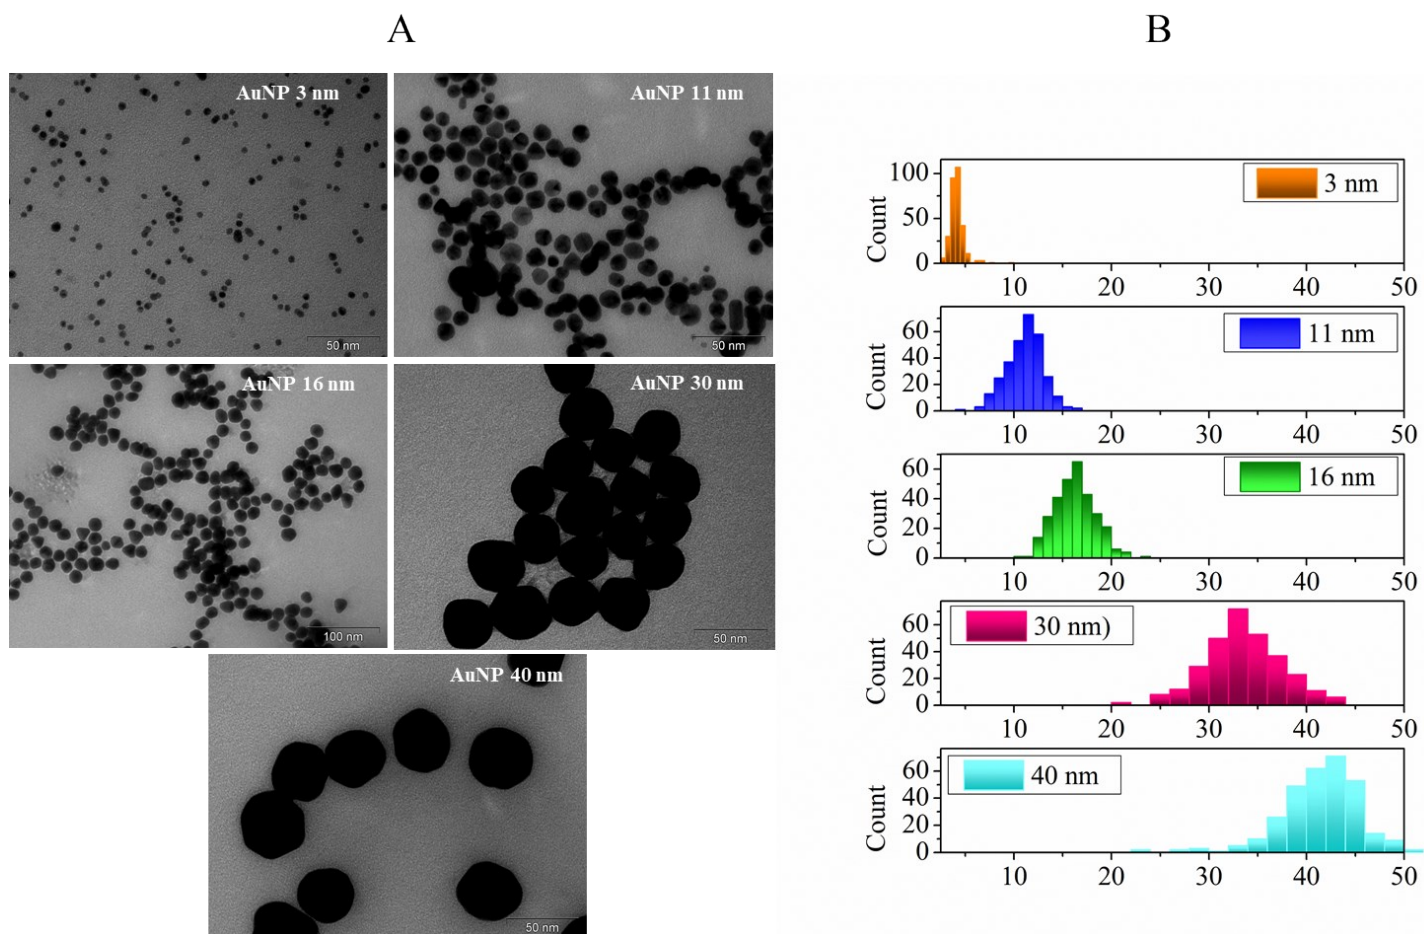 A
B
AuNP 3 nm
50 nm
AuNP 11 nm
50 nm
AuNP 16 nm
100 nm
AuNP 30 nm
50 nm
AuNP 40 nm
50 nm
Count
100
50
0
3 nm
10 20 30 40 50
Count
60
40
20
0
11 nm
10 20 30 40 50
Count
60
40
20
0
16 nm
10 20 30 40 50
Count
60
40
20
0
30 nm)
10 20 30 40 50
Count
60
40
20
0
40 nm
10 20 30 40 50